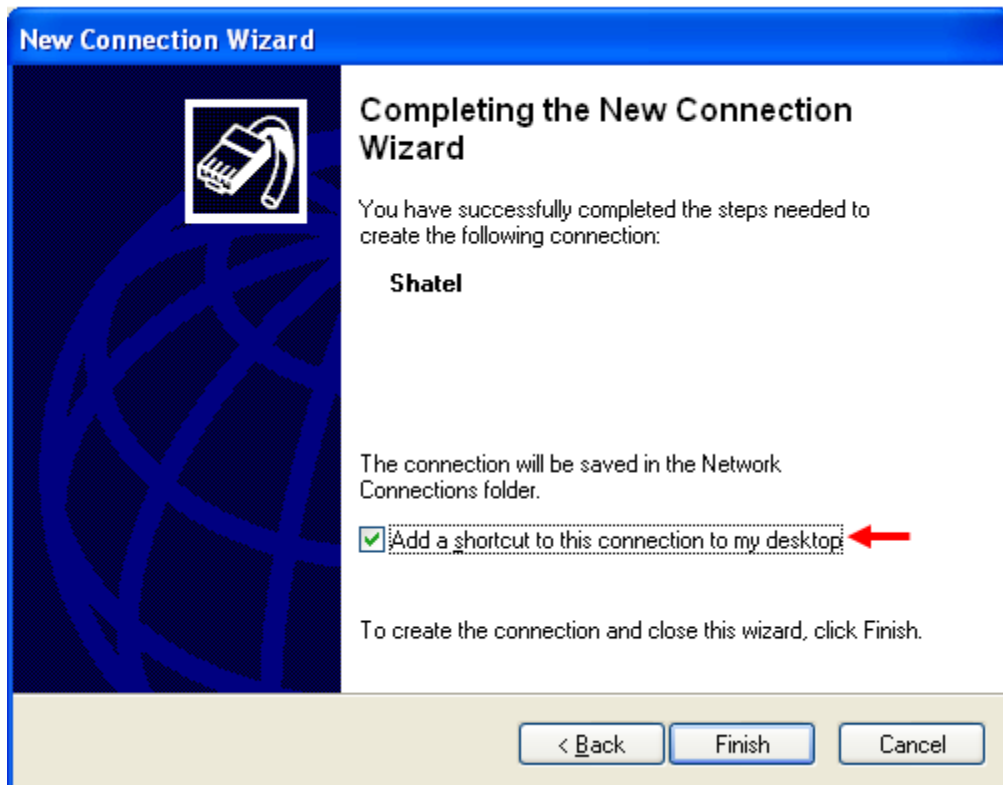 New Connection Wizard
Completing the New Connection
Wizard
You have successfully completed the steps needed to
create the following connection:
Shatel
The connection will be saved in the Network
Connections folder.
Add a shortcut to this connection to my desktop
To create the connection and close this wizard, click Finish.
< Back Finish Cancel